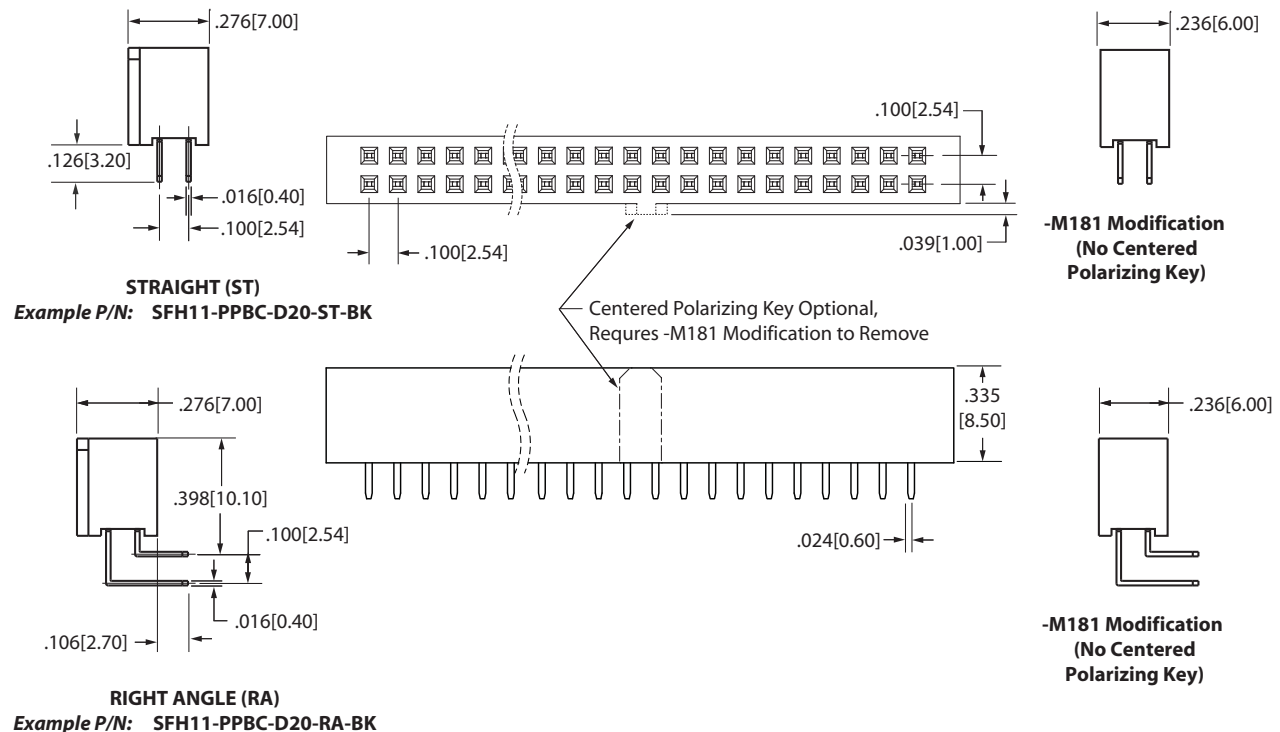 .276[7.00]
.236[6.00]
.100[2.54]
.126[3.20]
.016[0.40]
.100[2.54]
.100[2.54]
.039[1.00]
-M181 Modification
(No Centered
Polarizing Key)
STRAIGHT (ST)
Example P/N: SFH11-PPBC-D20-ST-BK
Centered Polarizing Key Optional,
Requres -M181 Modification to Remove
.276[7.00]
.335
[8.50]
.236[6.00]
.398[10.10]
.100[2.54]
.024[0.60]
.016[0.40]
.106[2.70]
-M181 Modification
(No Centered
Polarizing Key)
RIGHT ANGLE (RA)
Example P/N: SFH11-PPBC-D20-RA-BK